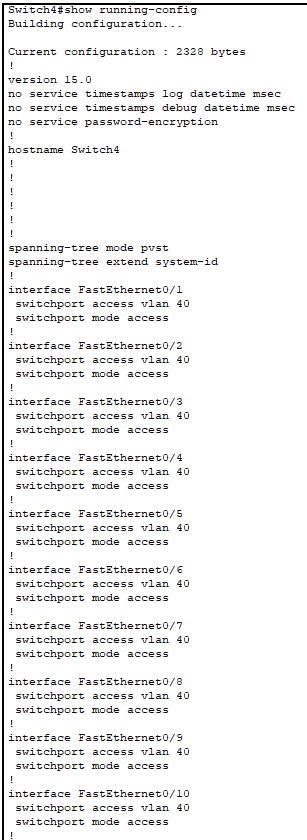 Switch4#show running-config
Building configuration...
Current configuration : 2328 bytes
!
version 15.0
no service timestamps log datetime msec
no service timestamps debug datetime msec
no service password-encryption
!
hostname Switch4
!
!
!
!
!
!
spanning-tree mode pvst
spanning-tree extend system-id
!
interface FastEthernet0/1
 switchport access vlan 40
 switchport mode access
!
interface FastEthernet0/2
 switchport access vlan 40
 switchport mode access
!
interface FastEthernet0/3
 switchport access vlan 40
 switchport mode access
!
interface FastEthernet0/4
 switchport access vlan 40
 switchport mode access
!
interface FastEthernet0/5
 switchport access vlan 40
 switchport mode access
!
interface FastEthernet0/6
 switchport access vlan 40
 switchport mode access
!
interface FastEthernet0/7
 switchport access vlan 40
 switchport mode access
!
interface FastEthernet0/8
 switchport access vlan 40
 switchport mode access
!
interface FastEthernet0/9
 switchport access vlan 40
 switchport mode access
!
interface FastEthernet0/10
 switchport access vlan 40
 switchport mode access
!